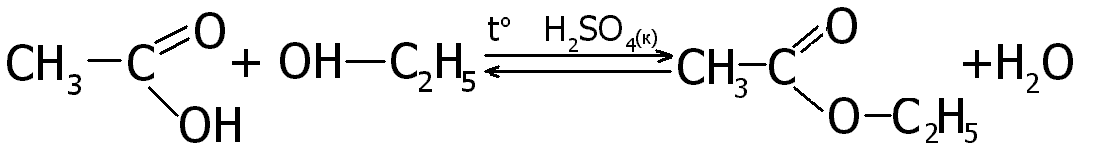 CH₃—C(=O)OH + OH—C₂H₅ ⇌ CH₃—C(=O)O—C₂H₅ + H₂O
t° H₂SO₄(к)